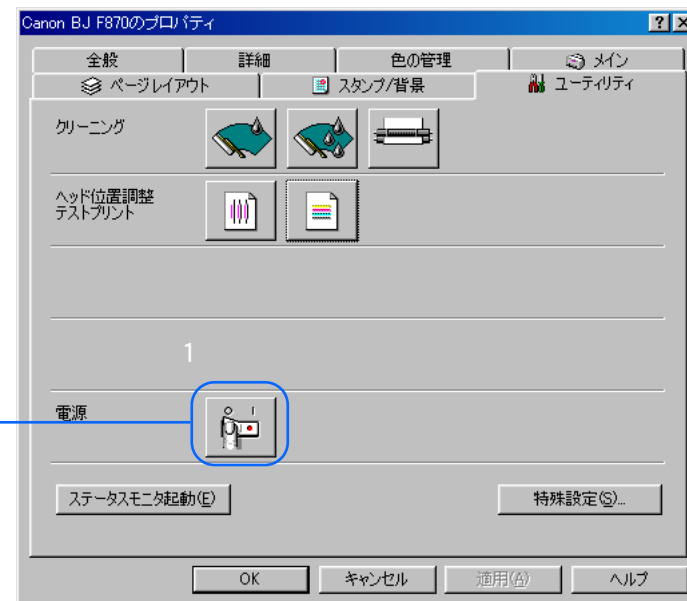 Canon BJ F870のプロパティ
全般 詳細 色の管理 メイン
ページレイアウト スタンプ/背景 ユーティリティ
クリーニング
ヘッド位置調整
テストプリント
1
電源
ステータスモニタ起動(E) 特殊設定(S)...
OK キャンセル 適用(A) ヘルプ